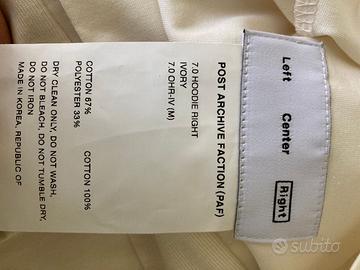 POST ARCHIVE FACTION (PAF)
7.0 HOODIE RIGHT
IVORY
7.0 OHR-IV (M)
COTTON 67%
POLYESTER 33%
COTTON 100%
DRY CLEAN ONLY, DO NOT WASH,
DO NOT BLEACH, DO NOT TUMBLE DRY,
DO NOT IRON
MADE IN KOREA, REPUBLIC OF
Left Center Right
subito